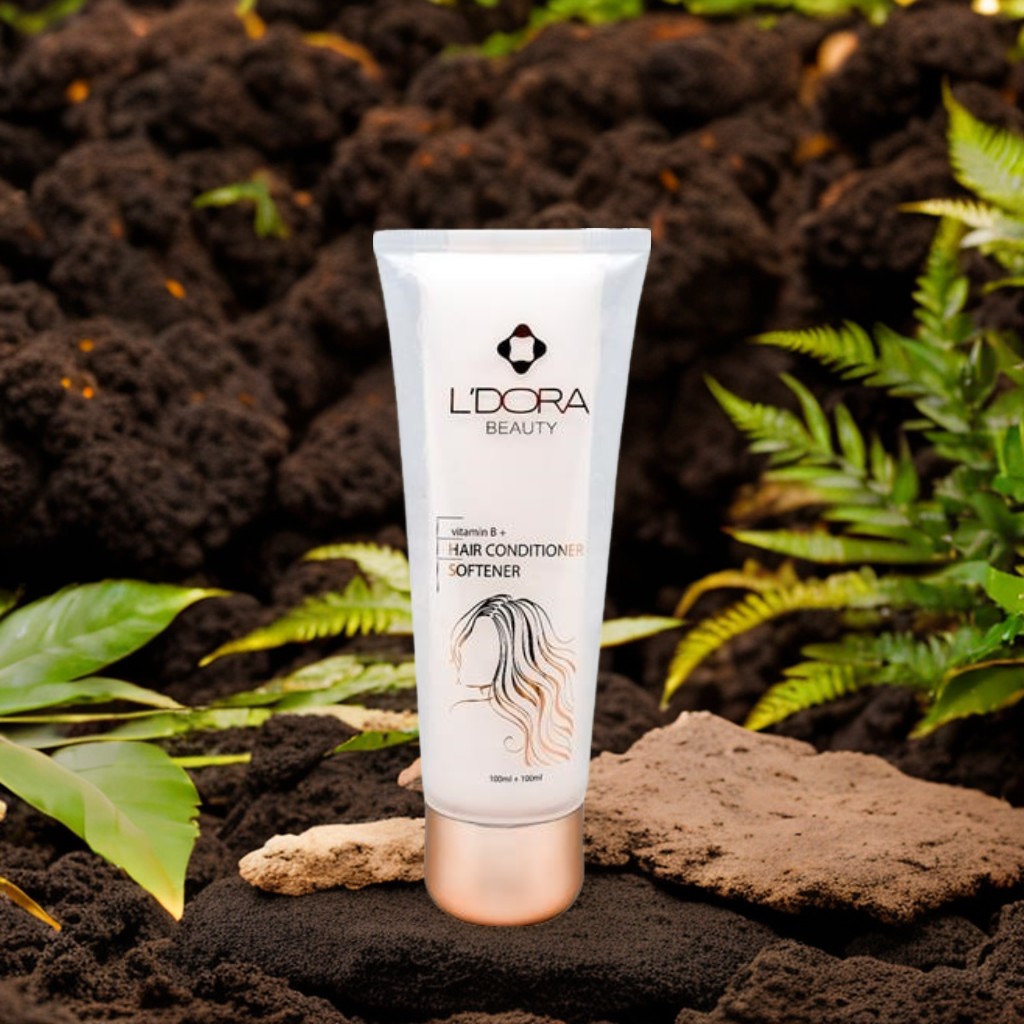 L'DORA
BEAUTY
vitamin B +
HAIR CONDITIONER
SOFTENER
100ml ± 100ml